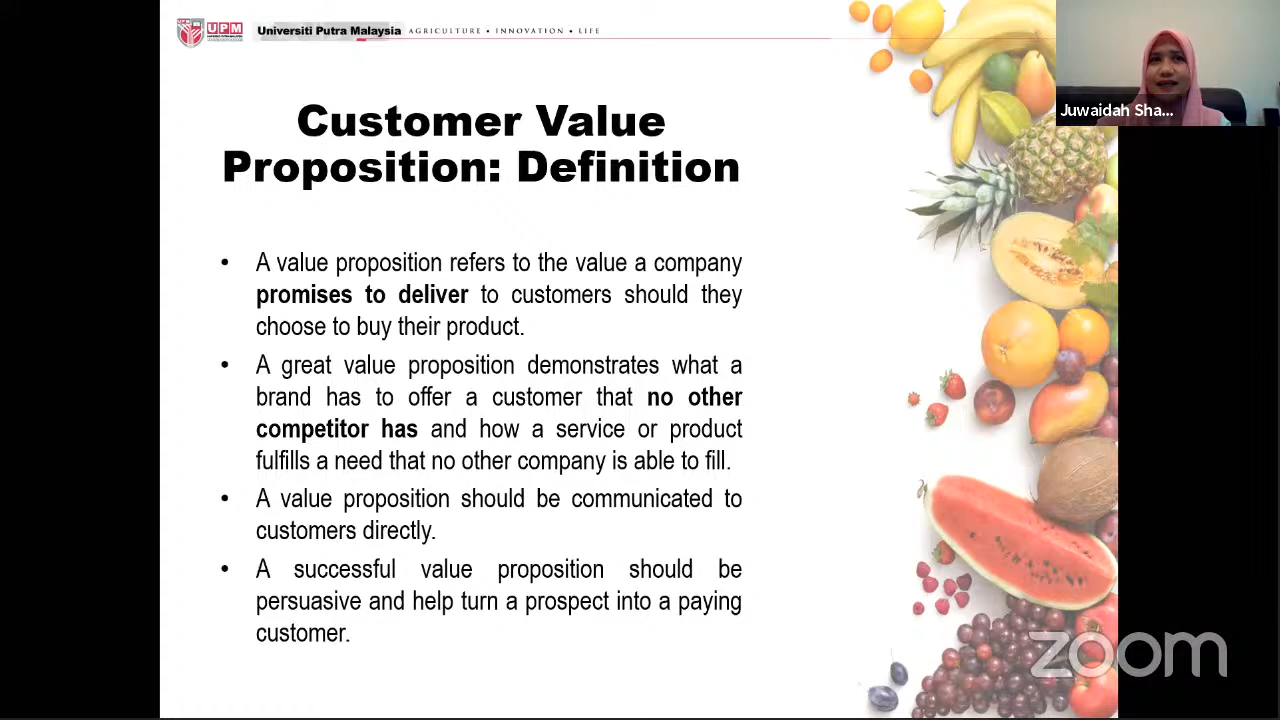 UPM
Universiti Putra Malaysia
AGRICULTURE • INNOVATION • LIFE
Juwaidah Sha...
Customer Value
Proposition: Definition
• A value proposition refers to the value a company
promises to deliver to customers should they
choose to buy their product.
• A great value proposition demonstrates what a
brand has to offer a customer that no other
competitor has and how a service or product
fulfills a need that no other company is able to fill.
• A value proposition should be communicated to
customers directly.
• A successful value proposition should be
persuasive and help turn a prospect into a paying
customer.
zoom